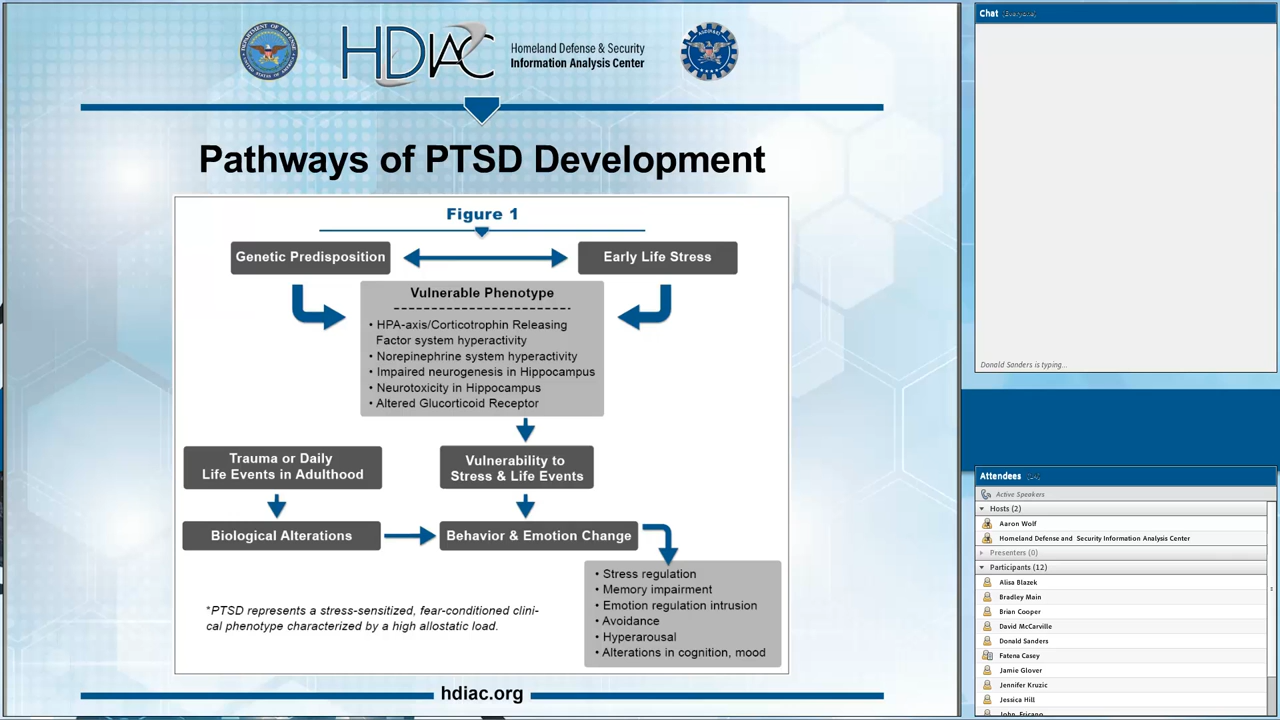 HDIAC
Homeland Defense & Security
Information Analysis Center
Pathways of PTSD Development
Figure 1
Genetic Predisposition
Early Life Stress
Vulnerable Phenotype
• HPA-axis/Corticotrophin Releasing
Factor system hyperactivity
• Norepinephrine system hyperactivity
• Impaired neurogenesis in Hippocampus
• Neurotoxicity in Hippocampus
• Altered Glucorticoid Receptor
Trauma or Daily
Life Events in Adulthood
Vulnerability to
Stress & Life Events
Biological Alterations
Behavior & Emotion Change
• Stress regulation
• Memory impairment
• Emotion regulation intrusion
• Avoidance
• Hyperarousal
• Alterations in cognition, mood
*PTSD represents a stress-sensitized, fear-conditioned clini-
cal phenotype characterized by a high allostatic load.
hdiac.org
Chat (Everyone)
Donald Sanders is typing...
Attendees
Active Speakers
Hosts (2)
Aaron Wolf
Homeland Defense and Security Information Analysis Center
Presenters (0)
Participants (12)
Alisa Blazek
Bradley Main
Brian Cooper
David McCarville
Donald Sanders
Fatena Casey
Jamie Glover
Jennifer Kruzic
Jessica Hill
John Fricano